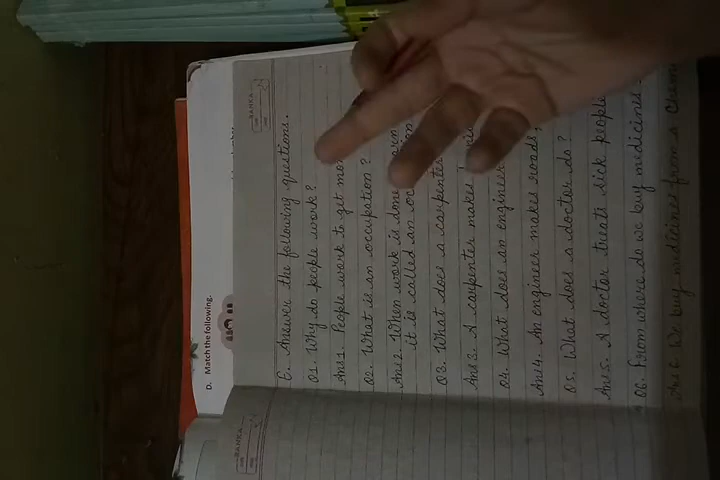 D. Match the following.
RANKA
E. Answer the following questions.
Q1. Why do people work?
Ans1. People work to get
Q2. What is an occupation?
Ans2. When work is done
it is called an
Q3. What does a carpenter
Ans3. A carpenter makes
Q4. What does an engineer
Ans4. An engineer makes roads,
Q5. What does a doctor do?
Ans5. A doctor treats sick people
Q6. From where do we buy medicines.
Ans6. We buy medicines from a
RANKA